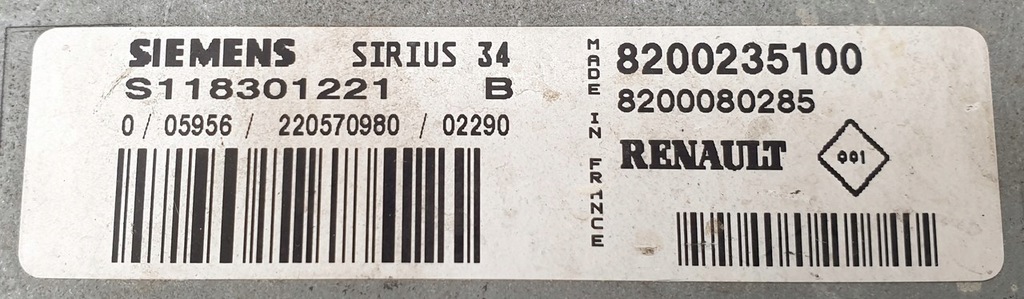 SIEMENS SIRIUS 34
S118301221 B
0 / 05956 / 220570980 / 02290
MADE IN FRANCE
8200235100
8200080285
RENAULT 001